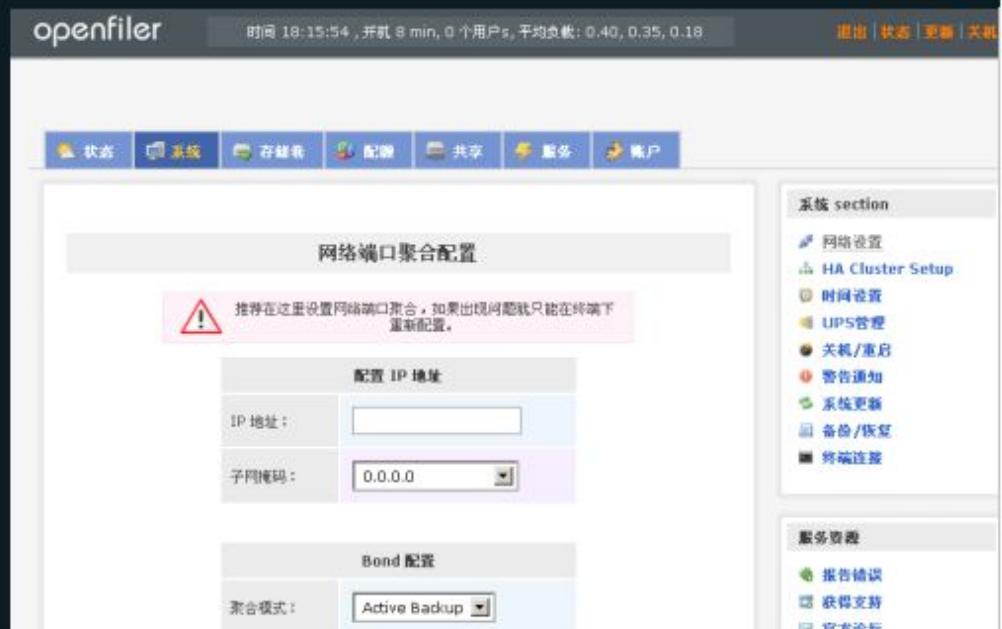 openfiler
时间 18:15:54 , 开机 8 min, 0 个用户s, 平均负载: 0.40, 0.35, 0.18
退出 | 状态 | 更新 | 关机
状态 系统 存储卷 配额 共享 服务 账户
网络端口聚合配置
推荐在这里设置网络端口聚合，如果出现问题就只能在终端下
重新配置。
配置 IP 地址
IP 地址：
子网掩码： 0.0.0.0
Bond 配置
聚合模式： Active Backup
系统 section
网络设置
HA Cluster Setup
时间设置
UPS管理
关机/重启
警告通知
系统更新
备份/恢复
终端连接
服务资源
报告错误
获得支持
官方论坛